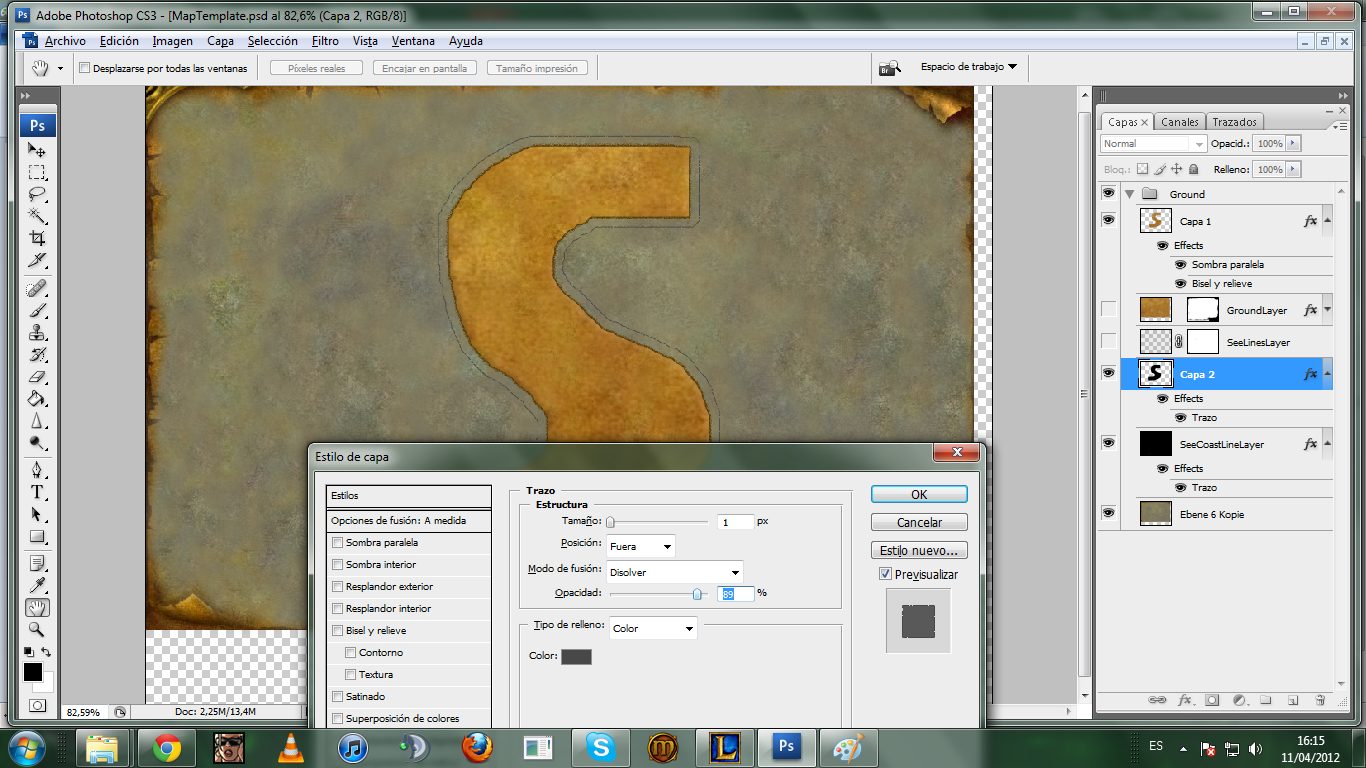 Adobe Photoshop CS3 - [MapTemplate.psd al 82,6% (Capa 2, RGB/8)]
Archivo Edición Imagen Capa Selección Filtro Vista Ventana Ayuda
Desplazarse por todas las ventanas Píxeles reales Encajar en pantalla Tamaño impresión Br Espacio de trabajo
Ps
Capas Canales Trazados
Normal Opacid.: 100%
Bloq.: Relleno: 100%
Ground
Capa 1 fx
Effects
Sombra paralela
Bisel y relieve
GroundLayer fx
SeeLinesLayer
Capa 2 fx
Effects
Trazo
SeeCoastLineLayer fx
Effects
Trazo
Ebene 6 Kopie
Estilo de capa
Estilos
Opciones de fusión: A medida
Sombra paralela
Sombra interior
Resplandor exterior
Resplandor interior
Bisel y relieve
Contorno
Textura
Satinado
Superposición de colores
Trazo
Estructura
Tamaño: 1 px
Posición: Fuera
Modo de fusión: Disolver
Opacidad: 89 %
Tipo de relleno: Color
Color:
OK
Cancelar
Estilo nuevo...
Previsualizar
82,59% Doc: 2,25M/13,4M
ES 16:15
11/04/2012